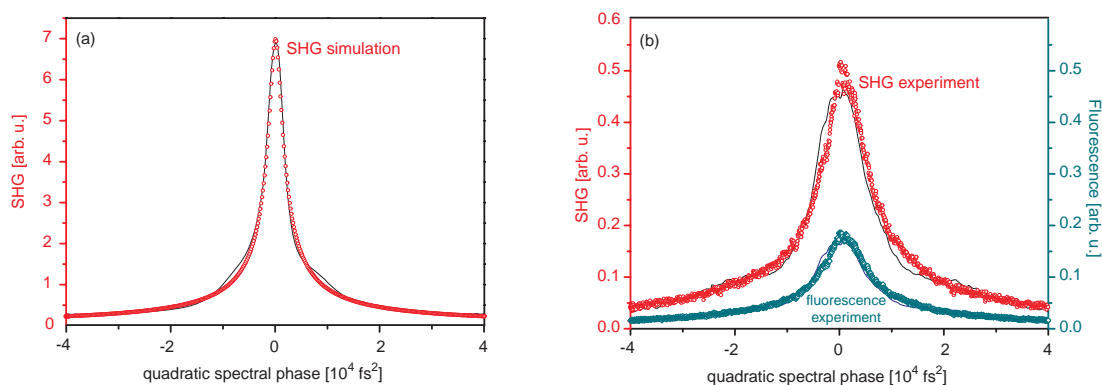 (a)
SHG simulation
SHG [arb. u.]
7
6
5
4
3
2
1
0
-4 -2 0 2 4
quadratic spectral phase [10⁴ fs²]
(b)
SHG experiment
fluorescence
experiment
SHG [arb. u.]
0.6
0.5
0.4
0.3
0.2
0.1
0.0
Fluorescence [arb. u.]
0.5
0.4
0.3
0.2
0.1
0.0
-4 -2 0 2 4
quadratic spectral phase [10⁴ fs²]